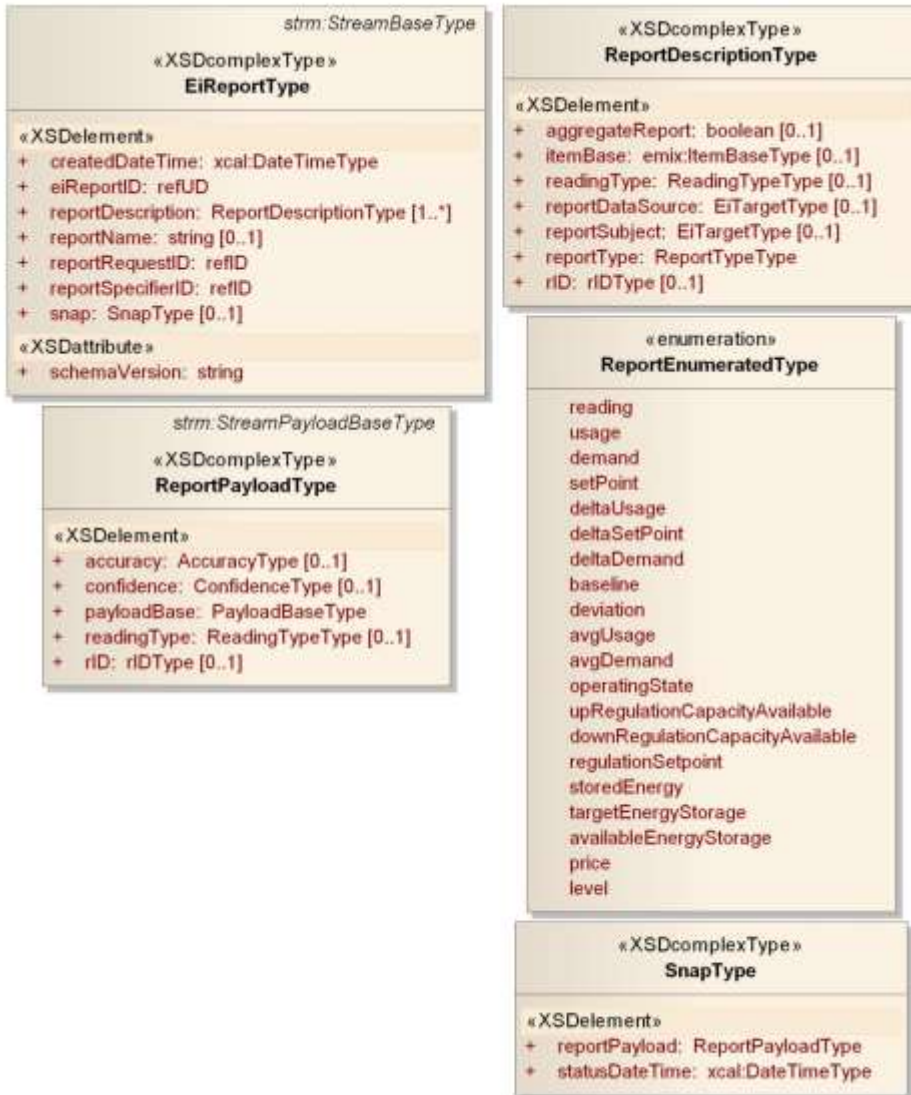 strm:StreamBaseType
«XSDcomplexType»
EiReportType
«XSDelement»
+ createdDateTime: xcal:DateTimeType
+ eiReportID: refUD
+ reportDescription: ReportDescriptionType [1..*]
+ reportName: string [0..1]
+ reportRequestID: refID
+ reportSpecifierID: refID
+ snap: SnapType [0..1]
«XSDattribute»
+ schemaVersion: string
strm:StreamPayloadBaseType
«XSDcomplexType»
ReportPayloadType
«XSDelement»
+ accuracy: AccuracyType [0..1]
+ confidence: ConfidenceType [0..1]
+ payloadBase: PayloadBaseType
+ readingType: ReadingTypeType [0..1]
+ rID: rIDType [0..1]
«XSDcomplexType»
ReportDescriptionType
«XSDelement»
+ aggregateReport: boolean [0..1]
+ itemBase: emix:ItemBaseType [0..1]
+ readingType: ReadingTypeType [0..1]
+ reportDataSource: EiTargetType [0..1]
+ reportSubject: EiTargetType [0..1]
+ reportType: ReportTypeType
+ rID: rIDType [0..1]
«enumeration»
ReportEnumeratedType
reading
usage
demand
setPoint
deltaUsage
deltaSetPoint
deltaDemand
baseline
deviation
avgUsage
avgDemand
operatingState
upRegulationCapacityAvailable
downRegulationCapacityAvailable
regulationSetpoint
storedEnergy
targetEnergyStorage
availableEnergyStorage
price
level
«XSDcomplexType»
SnapType
«XSDelement»
+ reportPayload: ReportPayloadType
+ statusDateTime: xcal:DateTimeType